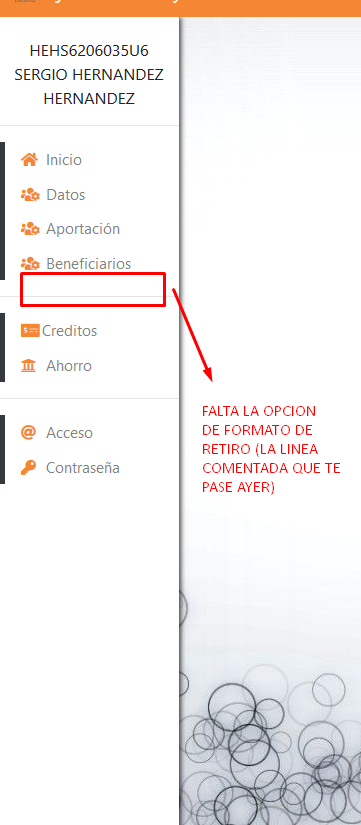 HEHS6206035U6
SERGIO HERNANDEZ
HERNANDEZ
Inicio
Datos
Aportación
Beneficiarios
Creditos
Ahorro
Acceso
Contraseña
FALTA LA OPCION
DE FORMATO DE
RETIRO (LA LINEA
COMENTADA QUE TE
PASE AYER)